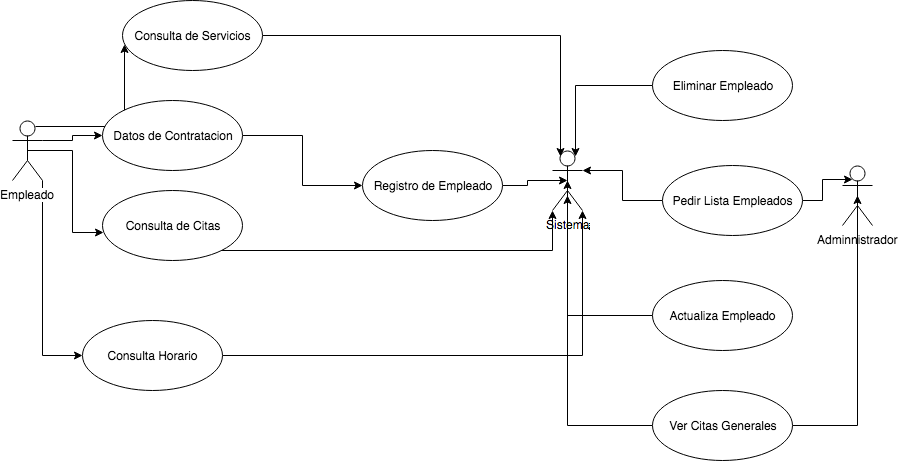 Consulta de Servicios
Eliminar Empleado
Datos de Contratacion
Registro de Empleado
Empleado
Pedir Lista Empleados
Consulta de Citas
Sistema
Adminnistrador
Actualiza Empleado
Consulta Horario
Ver Citas Generales